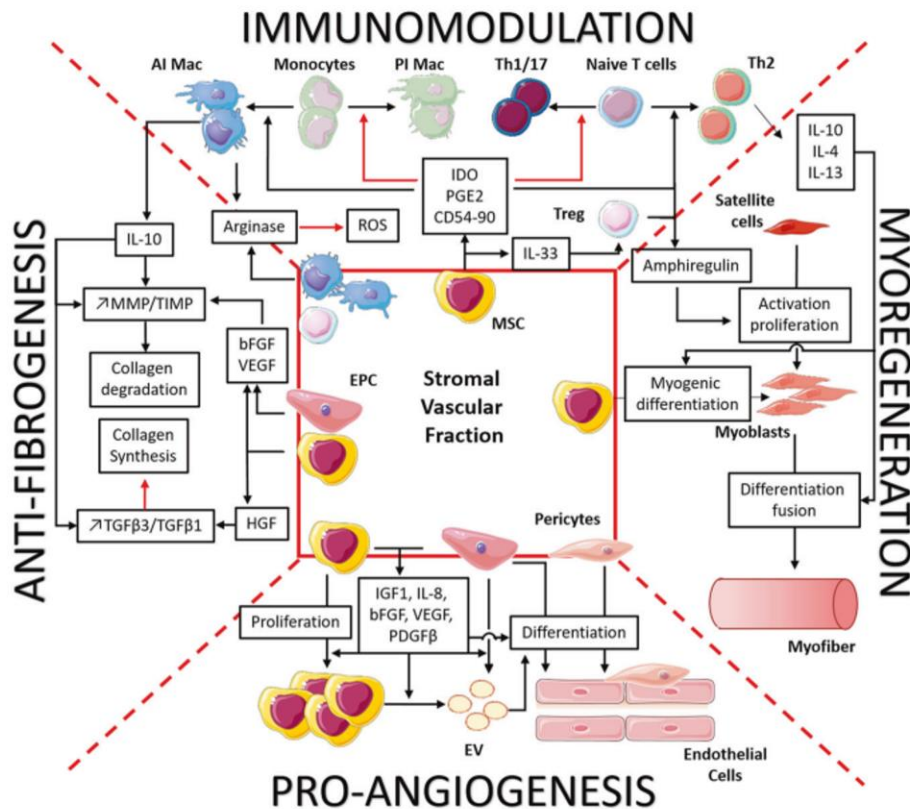 IMMUNOMODULATION
AI Mac
Monocytes
PI Mac
Th1/17
Naive T cells
Th2
IL-10
IL-4
IL-13
IDO
PGE2
CD54-90
Treg
Satellite
cells
Arginase
ROS
IL-10
IL-33
Amphiregulin
ANTI-FIBROGENESIS
MYOREGENERATION
↗MMP/TIMP
MSC
Activation
proliferation
bFGF
VEGF
Collagen
degradation
EPC
Stromal
Vascular
Fraction
Myogenic
differentiation
Myoblasts
Collagen
Synthesis
Differentiation
fusion
↗TGFβ3/TGFβ1
HGF
Pericytes
IGF1, IL-8,
bFGF, VEGF,
PDGFβ
Proliferation
Differentiation
Myofiber
EV
Endothelial
Cells
PRO-ANGIOGENESIS